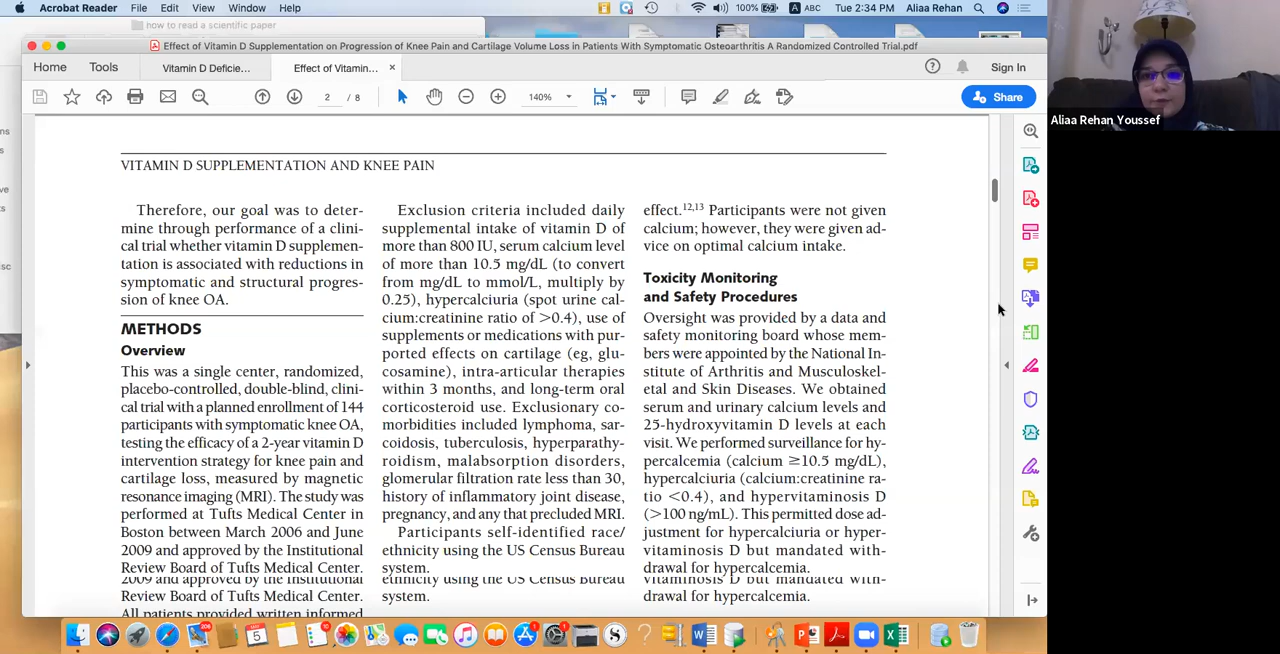 Acrobat Reader File Edit View Window Help
100% ABC Tue 2:34 PM Aliaa Rehan
how to read a scientific paper
Effect of Vitamin D Supplementation on Progression of Knee Pain and Cartilage Volume Loss in Patients With Symptomatic Osteoarthritis A Randomized Controlled Trial.pdf
Home Tools Vitamin D Deficie... Effect of Vitamin... × Sign In
2 / 8 140% Share
Aliaa Rehan Youssef
VITAMIN D SUPPLEMENTATION AND KNEE PAIN
Therefore, our goal was to deter-
mine through performance of a clini-
cal trial whether vitamin D supplemen-
tation is associated with reductions in
symptomatic and structural progres-
sion of knee OA.
METHODS
Overview
This was a single center, randomized,
placebo-controlled, double-blind, clini-
cal trial with a planned enrollment of 144
participants with symptomatic knee OA,
testing the efficacy of a 2-year vitamin D
intervention strategy for knee pain and
cartilage loss, measured by magnetic
resonance imaging (MRI). The study was
performed at Tufts Medical Center in
Boston between March 2006 and June
2009 and approved by the Institutional
Review Board of Tufts Medical Center.
2009 and approved by the Institutional
Review Board of Tufts Medical Center.
All patients provided written informed
Exclusion criteria included daily
supplemental intake of vitamin D of
more than 800 IU, serum calcium level
of more than 10.5 mg/dL (to convert
from mg/dL to mmol/L, multiply by
0.25), hypercalciuria (spot urine cal-
cium:creatinine ratio of >0.4), use of
supplements or medications with pur-
ported effects on cartilage (eg, glu-
cosamine), intra-articular therapies
within 3 months, and long-term oral
corticosteroid use. Exclusionary co-
morbidities included lymphoma, sar-
coidosis, tuberculosis, hyperparathy-
roidism, malabsorption disorders,
glomerular filtration rate less than 30,
history of inflammatory joint disease,
pregnancy, and any that precluded MRI.
Participants self-identified race/
ethnicity using the US Census Bureau
system.
ethnicity using the US Census Bureau
system.
effect.12,13 Participants were not given
calcium; however, they were given ad-
vice on optimal calcium intake.
Toxicity Monitoring
and Safety Procedures
Oversight was provided by a data and
safety monitoring board whose mem-
bers were appointed by the National In-
stitute of Arthritis and Musculoskel-
etal and Skin Diseases. We obtained
serum and urinary calcium levels and
25-hydroxyvitamin D levels at each
visit. We performed surveillance for hy-
percalcemia (calcium ≥10.5 mg/dL),
hypercalciuria (calcium:creatinine ra-
tio <0.4), and hypervitaminosis D
(>100 ng/mL). This permitted dose ad-
justment for hypercalciuria or hyper-
vitaminosis D but mandated with-
drawal for hypercalcemia.
vitaminosis D but mandated with-
drawal for hypercalcemia.